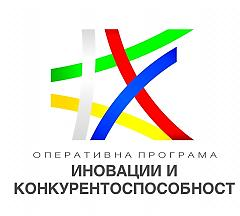 ОПЕРАТИВНА ПРОГРАМА
ИНОВАЦИИ И
КОНКУРЕНТОСПОСОБНОСТ